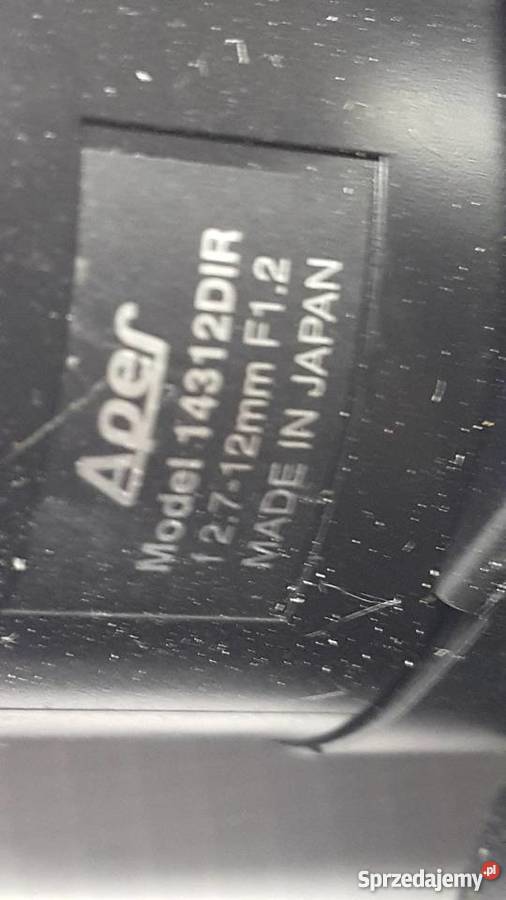 Aper
Model 14312DIR
f 2.7-12mm F1.2
MADE IN JAPAN
Sprzedajemy.pl